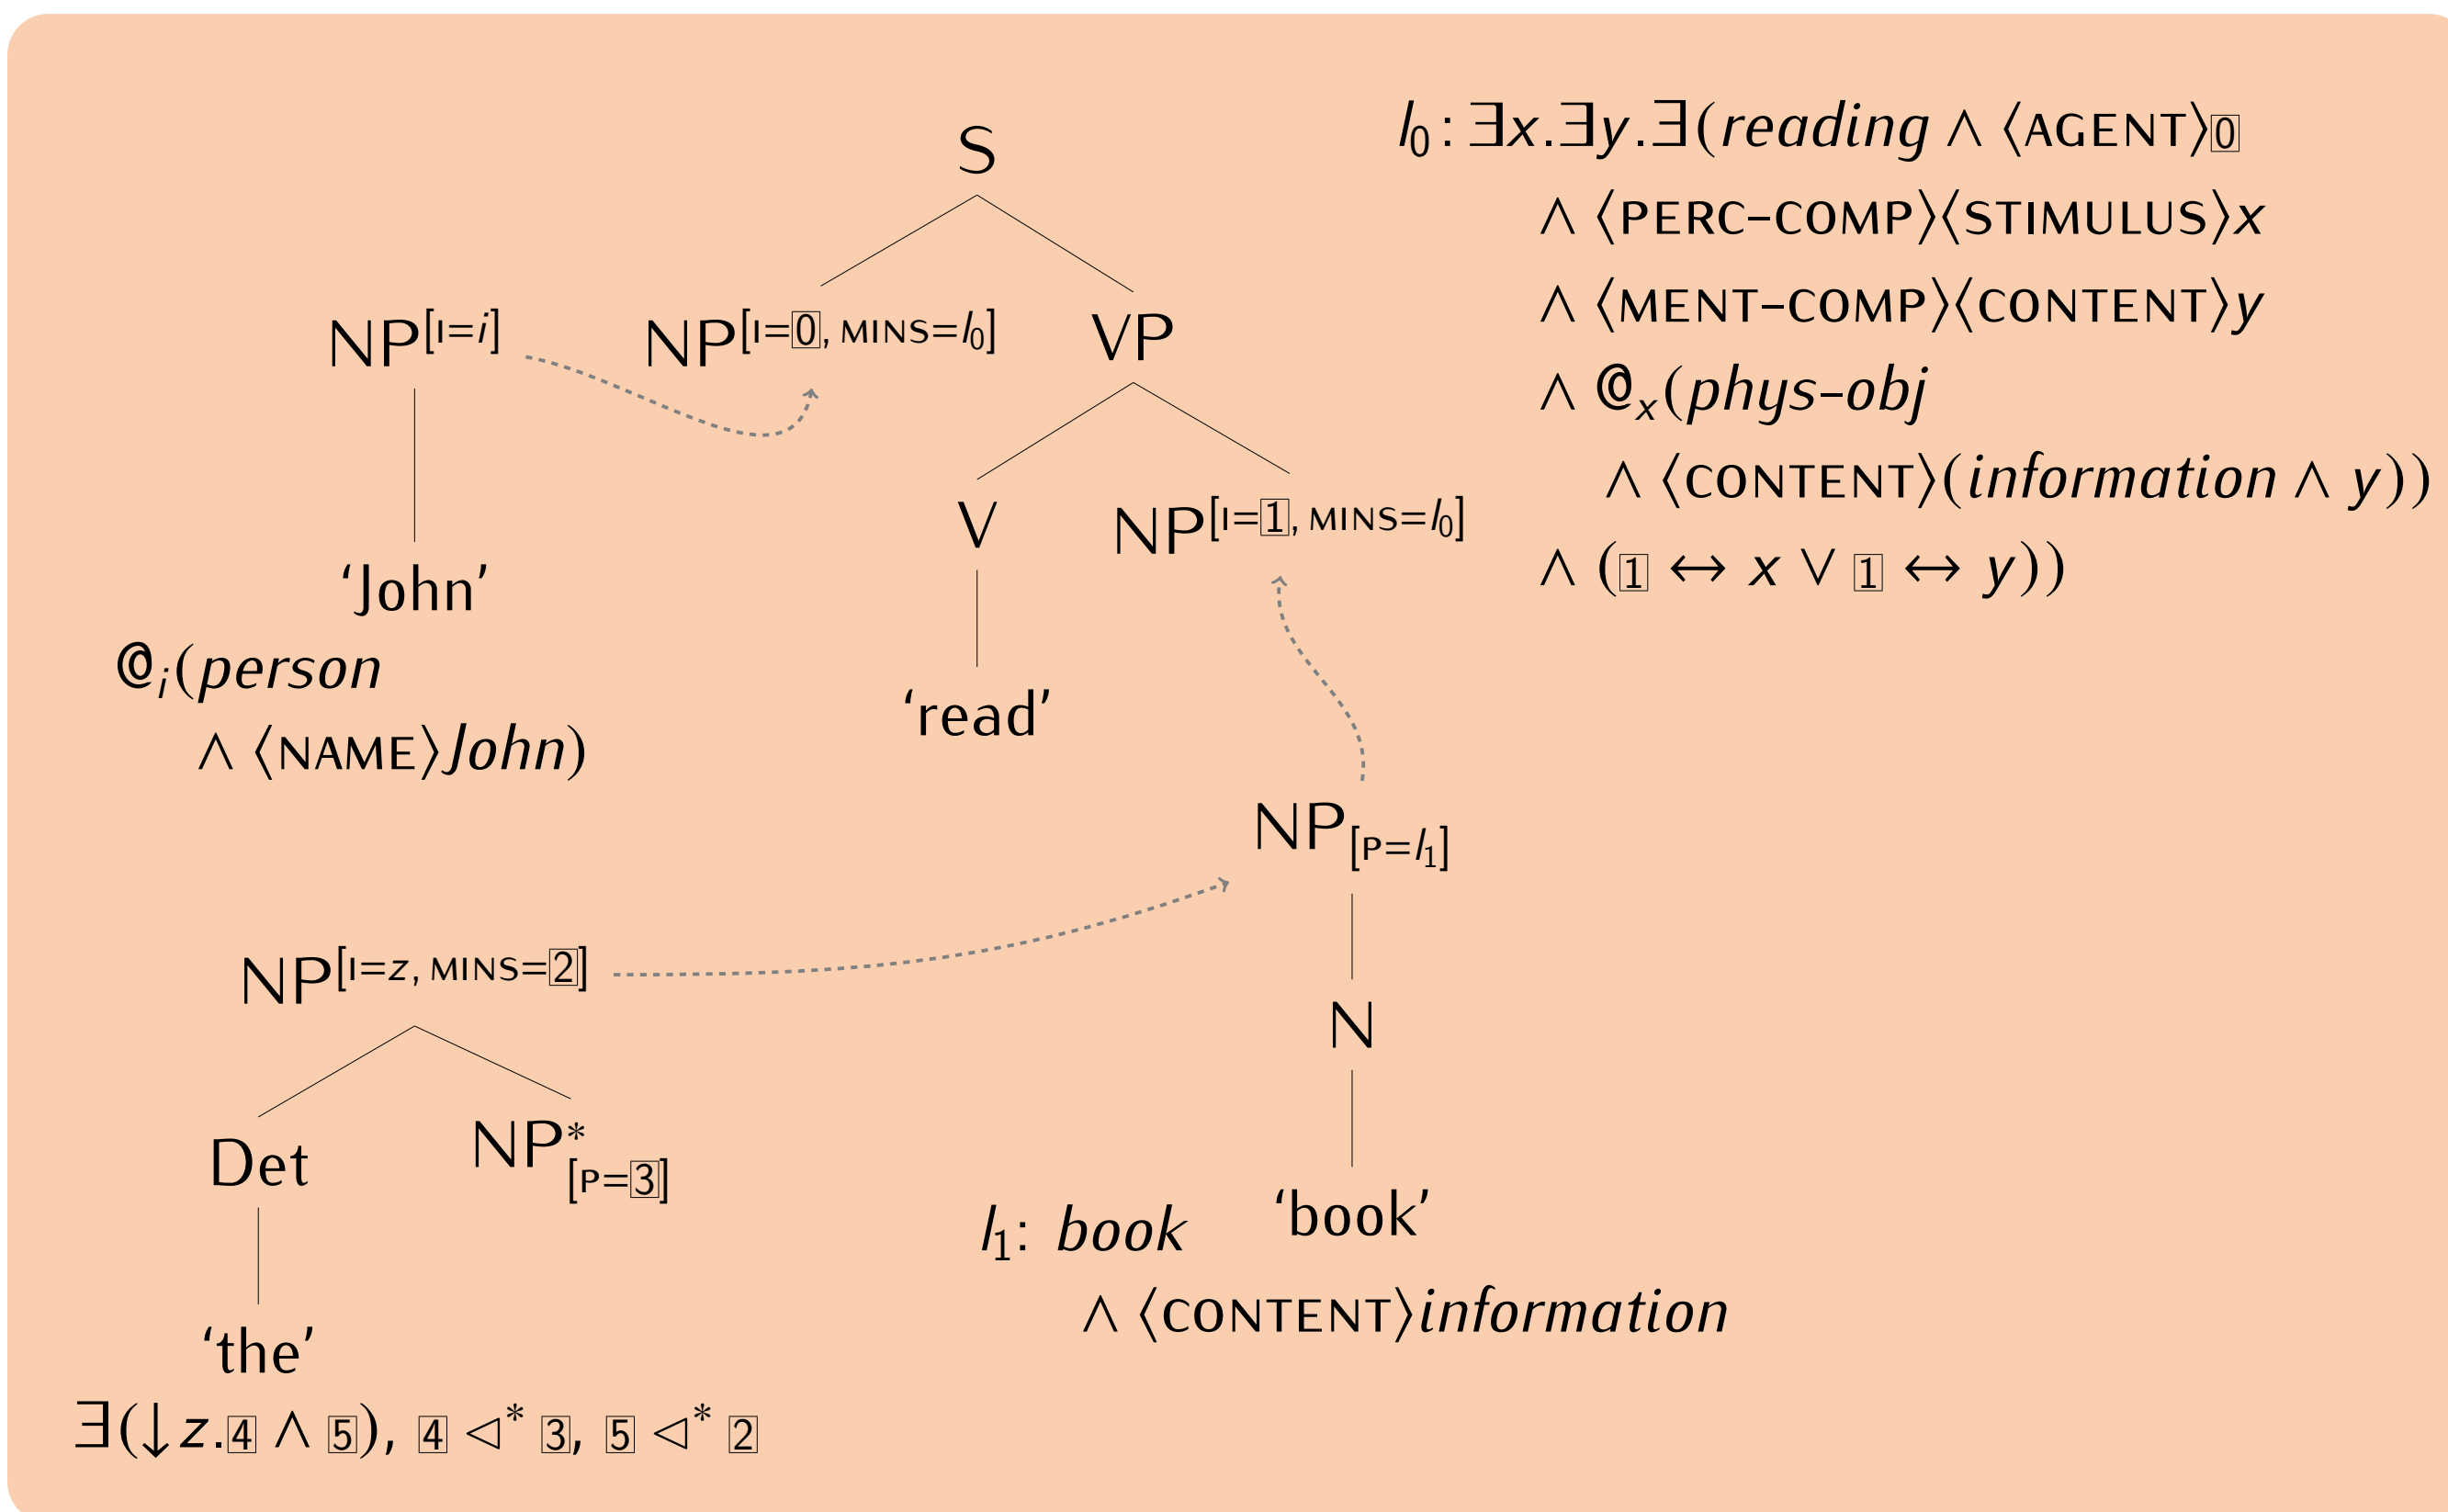 S
NP[I=i]
NP[I=0, MINS=l0]
VP
V
NP[I=1, MINS=l0]
‘John’
@i(person
∧ ⟨NAME⟩John)
‘read’
l0 : ∃x.∃y.∃(reading ∧ ⟨AGENT⟩0
∧ ⟨PERC–COMP⟩⟨STIMULUS⟩x
∧ ⟨MENT–COMP⟩⟨CONTENT⟩y
∧ @x(phys–obj
∧ ⟨CONTENT⟩(information ∧ y))
∧ (1 ↔ x ∨ 1 ↔ y))
NP[P=l1]
N
‘book’
l1: book
∧ ⟨CONTENT⟩information
NP[I=z, MINS=2]
Det
NP*[P=3]
‘the’
∃(↓z.4 ∧ 5), 4 ◁* 3, 5 ◁* 2